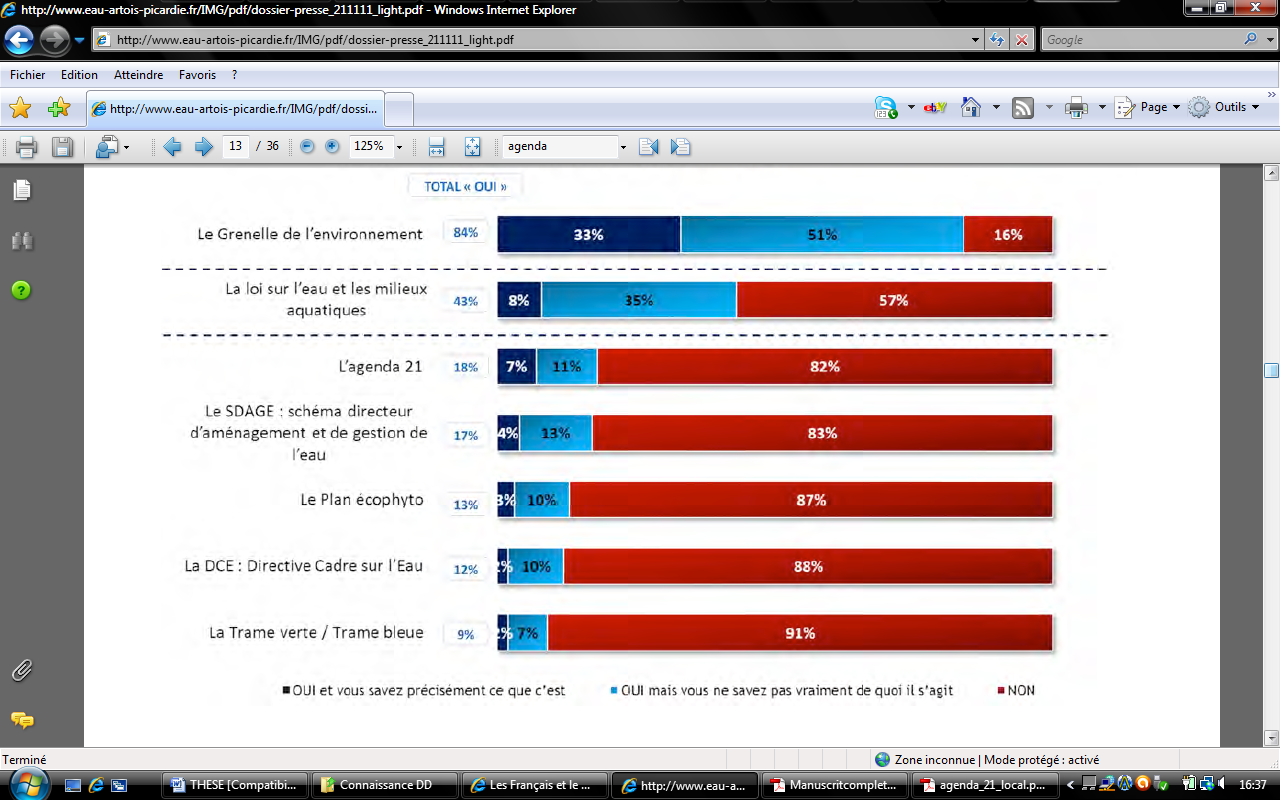 http://www.eau-artois-picardie.fr/IMG/pdf/dossier-presse_211111_light.pdf - Windows Internet Explorer
http://www.eau-artois-picardie.fr/IMG/pdf/dossier-presse_211111_light.pdf
Google
Fichier Edition Atteindre Favoris ?
http://www.eau-artois-picardie.fr/IMG/pdf/dossi...
Page Outils
13 / 36 125% agenda
TOTAL « OUI »
Le Grenelle de l'environnement 84% 33% 51% 16%
La loi sur l'eau et les milieux
aquatiques
43% 8% 35% 57%
L'agenda 21 18% 7% 11% 82%
Le SDAGE : schéma directeur
d'aménagement et de gestion de
l'eau
17% 4% 13% 83%
Le Plan écophyto 13% 3% 10% 87%
La DCE : Directive Cadre sur l'Eau 12% 2% 10% 88%
La Trame verte / Trame bleue 9% 2% 7% 91%
OUI et vous savez précisément ce que c'est OUI mais vous ne savez pas vraiment de quoi il s'agit NON
Terminé
Zone inconnue | Mode protégé : activé
THESE [Compatibi... Connaissance DD Les Français et le ... http://www.eau-a... Manuscritcomplet... agenda_21_local.p... 16:37